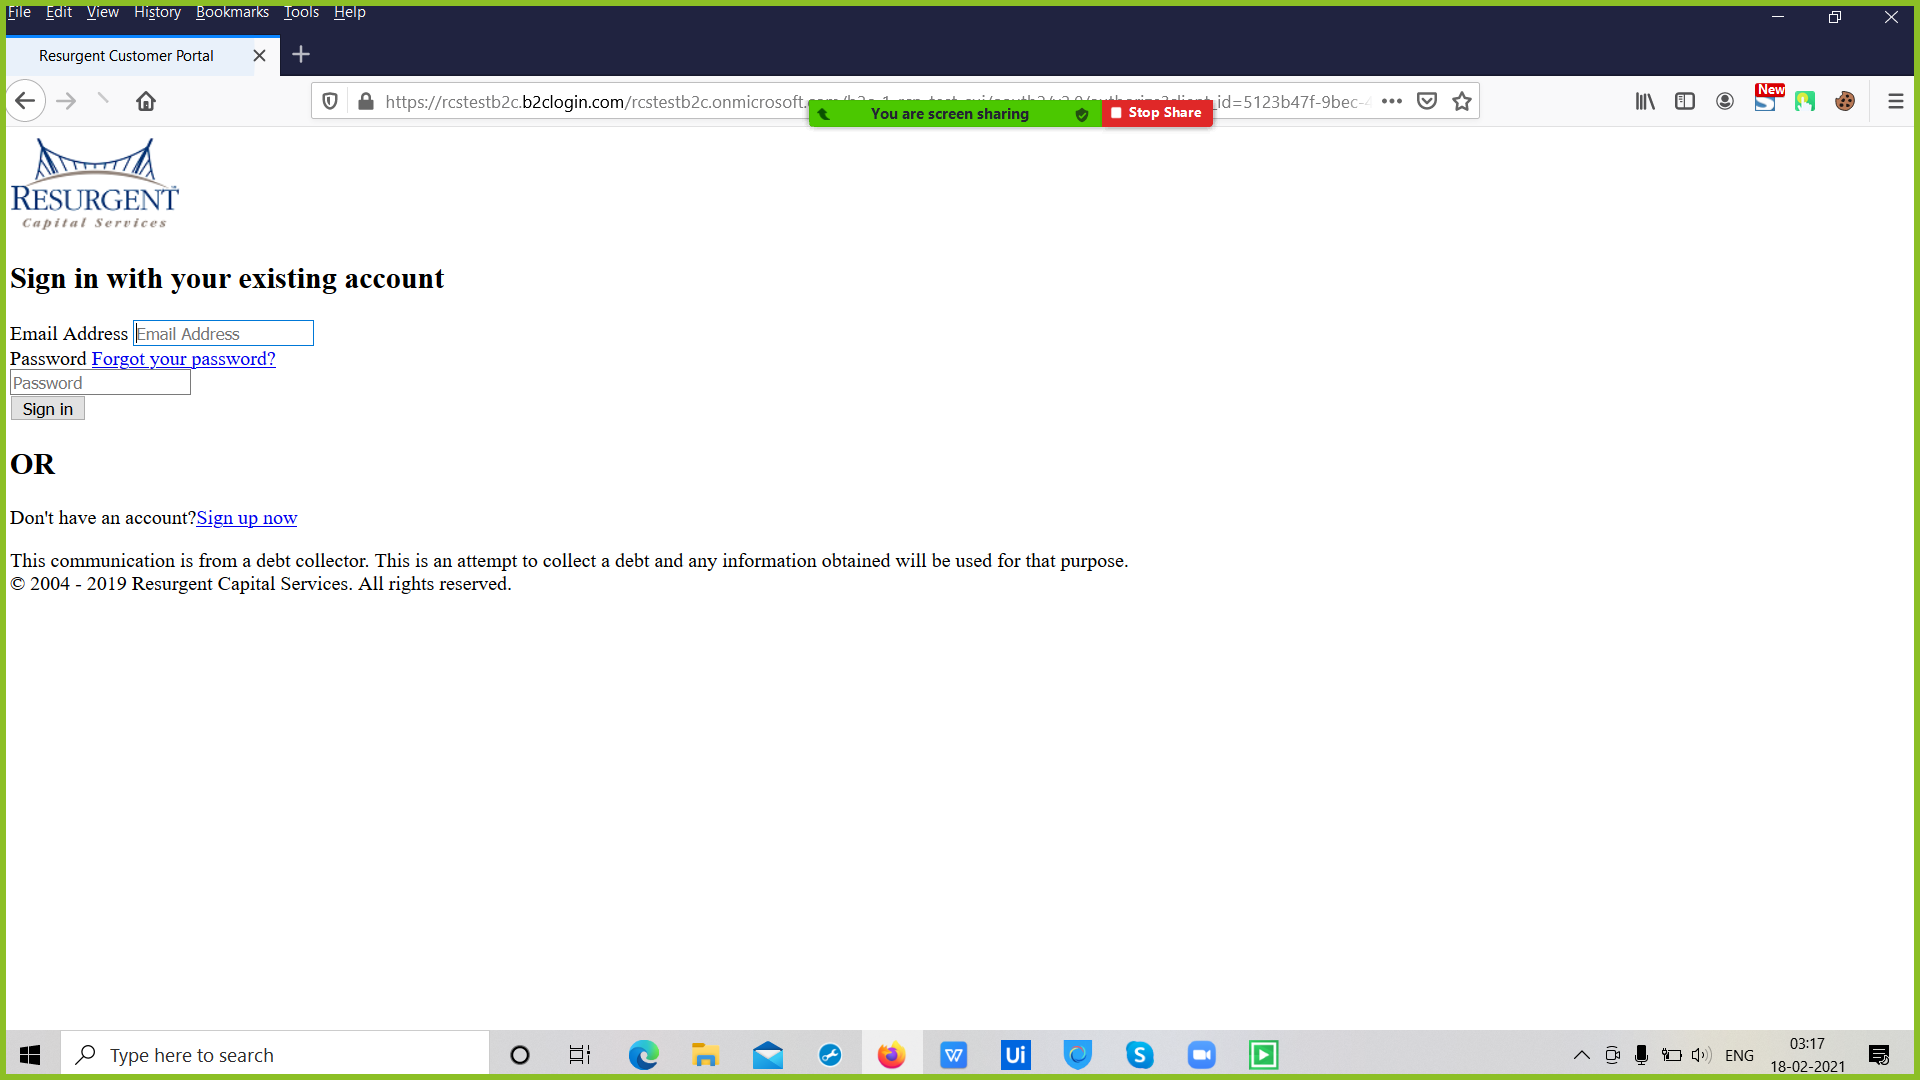 File Edit View History Bookmarks Tools Help
Resurgent Customer Portal
https://rcstestb2c.b2clogin.com/rcstestb2c.onmicrosoft.
_id=5123b47f-9bec-
New
You are screen sharing
Stop Share
RESURGENT
Capital Services
Sign in with your existing account
Email Address Email Address
Password Forgot your password?
Password
Sign in
OR
Don't have an account?Sign up now
This communication is from a debt collector. This is an attempt to collect a debt and any information obtained will be used for that purpose.
© 2004 - 2019 Resurgent Capital Services. All rights reserved.
Type here to search
Ui
ENG
03:17
18-02-2021